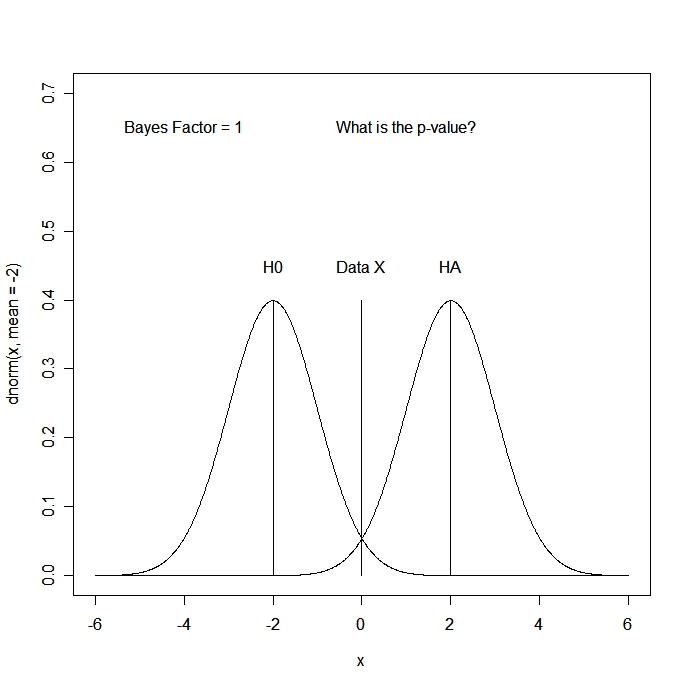 Bayes Factor = 1
What is the p-value?
H0
Data X
HA
dnorm(x, mean = -2)
0.7
0.6
0.5
0.4
0.3
0.2
0.1
0.0
-6
-4
-2
0
2
4
6
x